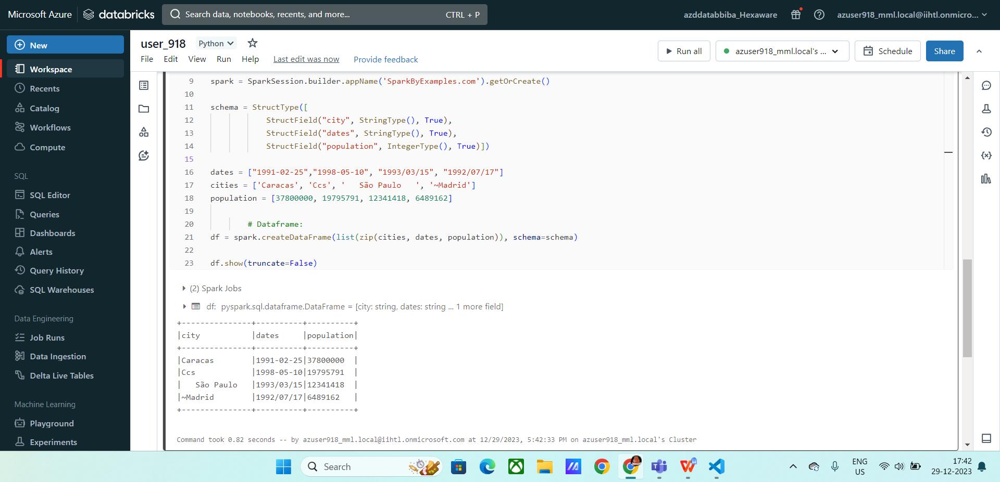 Microsoft Azure databricks Search data, notebooks, recents, and more... CTRL + P azddatabbiba_Hexaware azuser918_mml.local@iihtl.onmicro...
New
Workspace
Recents
Catalog
Workflows
Compute
SQL
SQL Editor
Queries
Dashboards
Alerts
Query History
SQL Warehouses
Data Engineering
Job Runs
Data Ingestion
Delta Live Tables
Machine Learning
Playground
Experiments
user_918 Python
File Edit View Run Help Last edit was now Provide feedback
Run all azuser918_mml.local's ... Schedule Share
9 spark = SparkSession.builder.appName('SparkByExamples.com').getOrCreate()
10
11 schema = StructType([
12 StructField("city", StringType(), True),
13 StructField("dates", StringType(), True),
14 StructField("population", IntegerType(), True)])
15
16 dates = ["1991-02-25","1998-05-10", "1993/03/15", "1992/07/17"]
17 cities = ['Caracas', 'Ccs', '   São Paulo   ', '~Madrid']
18 population = [37800000, 19795791, 12341418, 6489162]
19
20 # Dataframe:
21 df = spark.createDataFrame(list(zip(cities, dates, population)), schema=schema)
22
23 df.show(truncate=False)
(2) Spark Jobs
df: pyspark.sql.dataframe.DataFrame = [city: string, dates: string ... 1 more field]
+---------------+----------+----------+
|city           |dates     |population|
+---------------+----------+----------+
|Caracas        |1991-02-25|37800000  |
|Ccs            |1998-05-10|19795791  |
|   São Paulo   |1993/03/15|12341418  |
|~Madrid        |1992/07/17|6489162   |
+---------------+----------+----------+
Command took 0.82 seconds -- by azuser918_mml.local@iihtl.onmicrosoft.com at 12/29/2023, 5:42:33 PM on azuser918_mml.local's Cluster
Search
ENG
US
17:42
29-12-2023